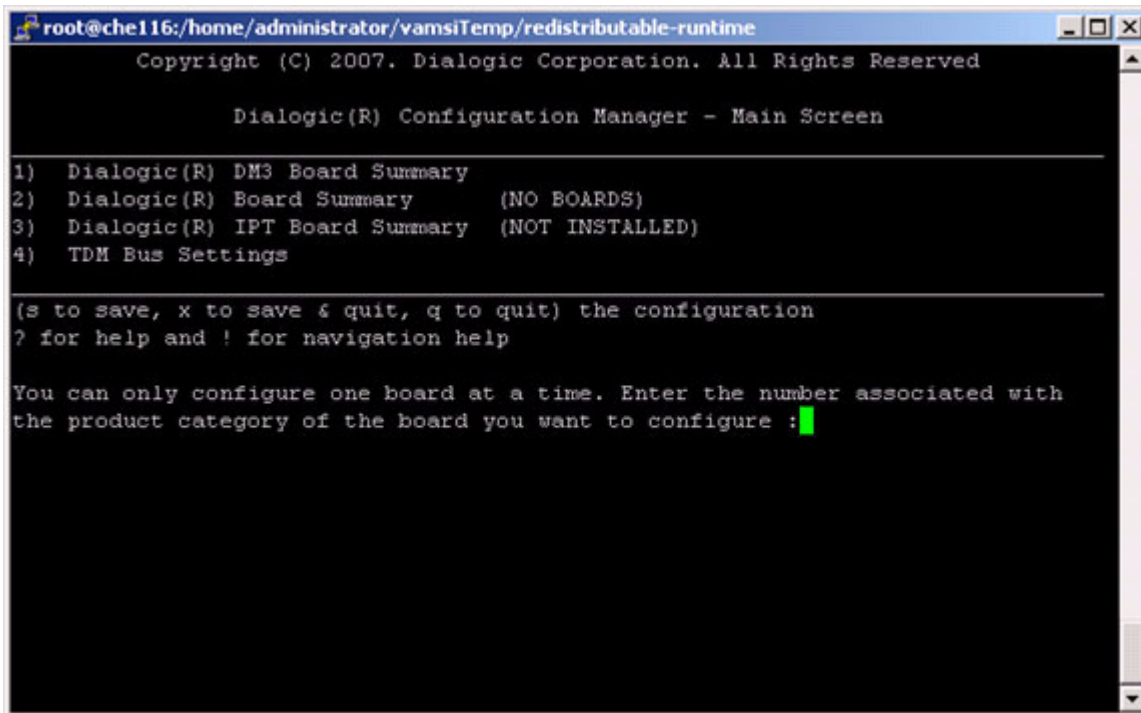 root@che116:/home/administrator/vamsiTemp/redistributable-runtime
Copyright (C) 2007. Dialogic Corporation. All Rights Reserved
Dialogic(R) Configuration Manager - Main Screen
1) Dialogic(R) DM3 Board Summary
2) Dialogic(R) Board Summary (NO BOARDS)
3) Dialogic(R) IPT Board Summary (NOT INSTALLED)
4) TDM Bus Settings
(s to save, x to save & quit, q to quit) the configuration
? for help and ! for navigation help
You can only configure one board at a time. Enter the number associated with
the product category of the board you want to configure :